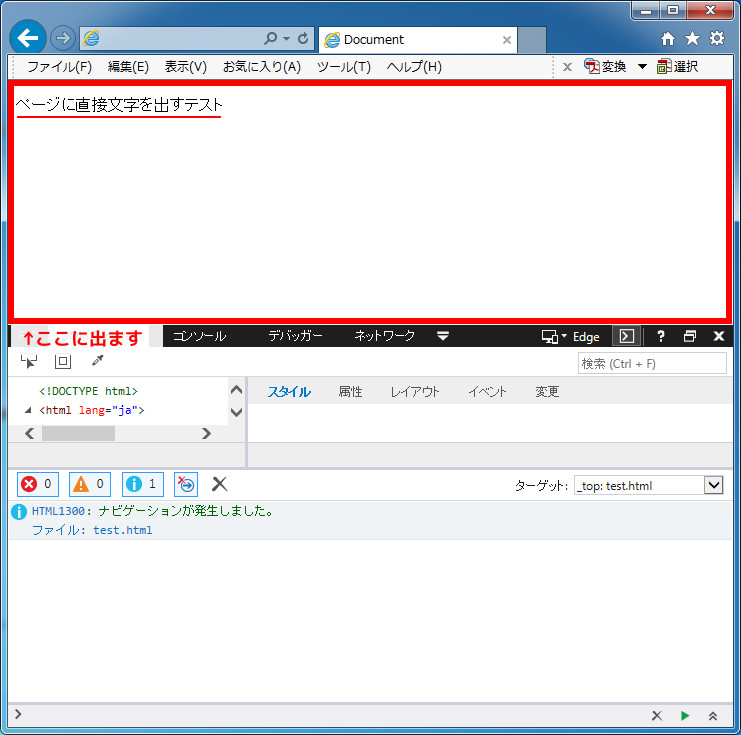 Document
ファイル(F) 編集(E) 表示(V) お気に入り(A) ツール(T) ヘルプ(H) 変換 選択
ページに直接文字を出すテスト
↑ここに出ます コンソール デバッガー ネットワーク Edge ?
検索 (Ctrl + F)
<!DOCTYPE html>
<html lang="ja">
スタイル 属性 レイアウト イベント 変更
0 0 1 ターゲット: _top: test.html
HTML1300: ナビゲーションが発生しました。
ファイル: test.html